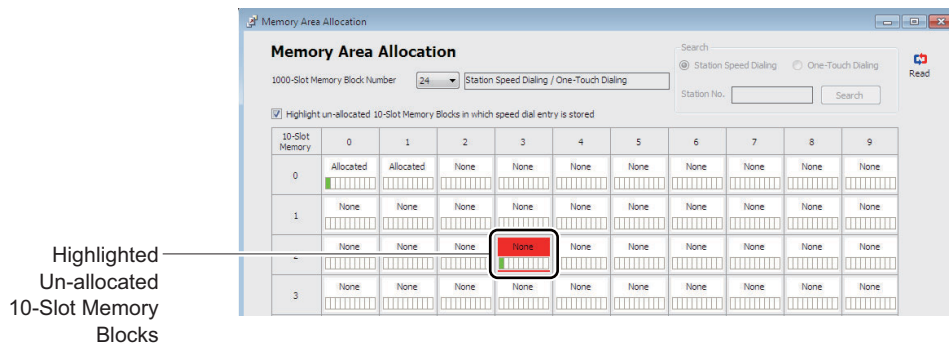 Memory Area Allocation
Memory Area Allocation
1000-Slot Memory Block Number 24 Station Speed Dialing / One-Touch Dialing
Search
Station Speed Dialing One-Touch Dialing
Station No. Search
Read
Highlight un-allocated 10-Slot Memory Blocks in which speed dial entry is stored
10-Slot Memory 0 1 2 3 4 5 6 7 8 9
0 Allocated Allocated None None None None None None None None
1 None None None None None None None None None None
None None None None None None None None None None
3 None None None None None None None None None None
Highlighted
Un-allocated
10-Slot Memory
Blocks